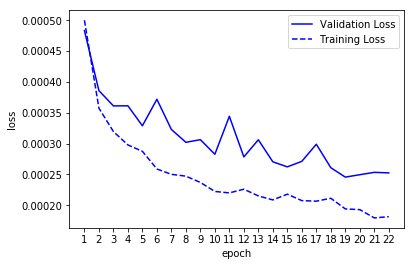 0.00050
0.00045
0.00040
0.00035
0.00030
0.00025
0.00020
loss
Validation Loss
Training Loss
1 2 3 4 5 6 7 8 9 10 11 12 13 14 15 16 17 18 19 20 21 22
epoch